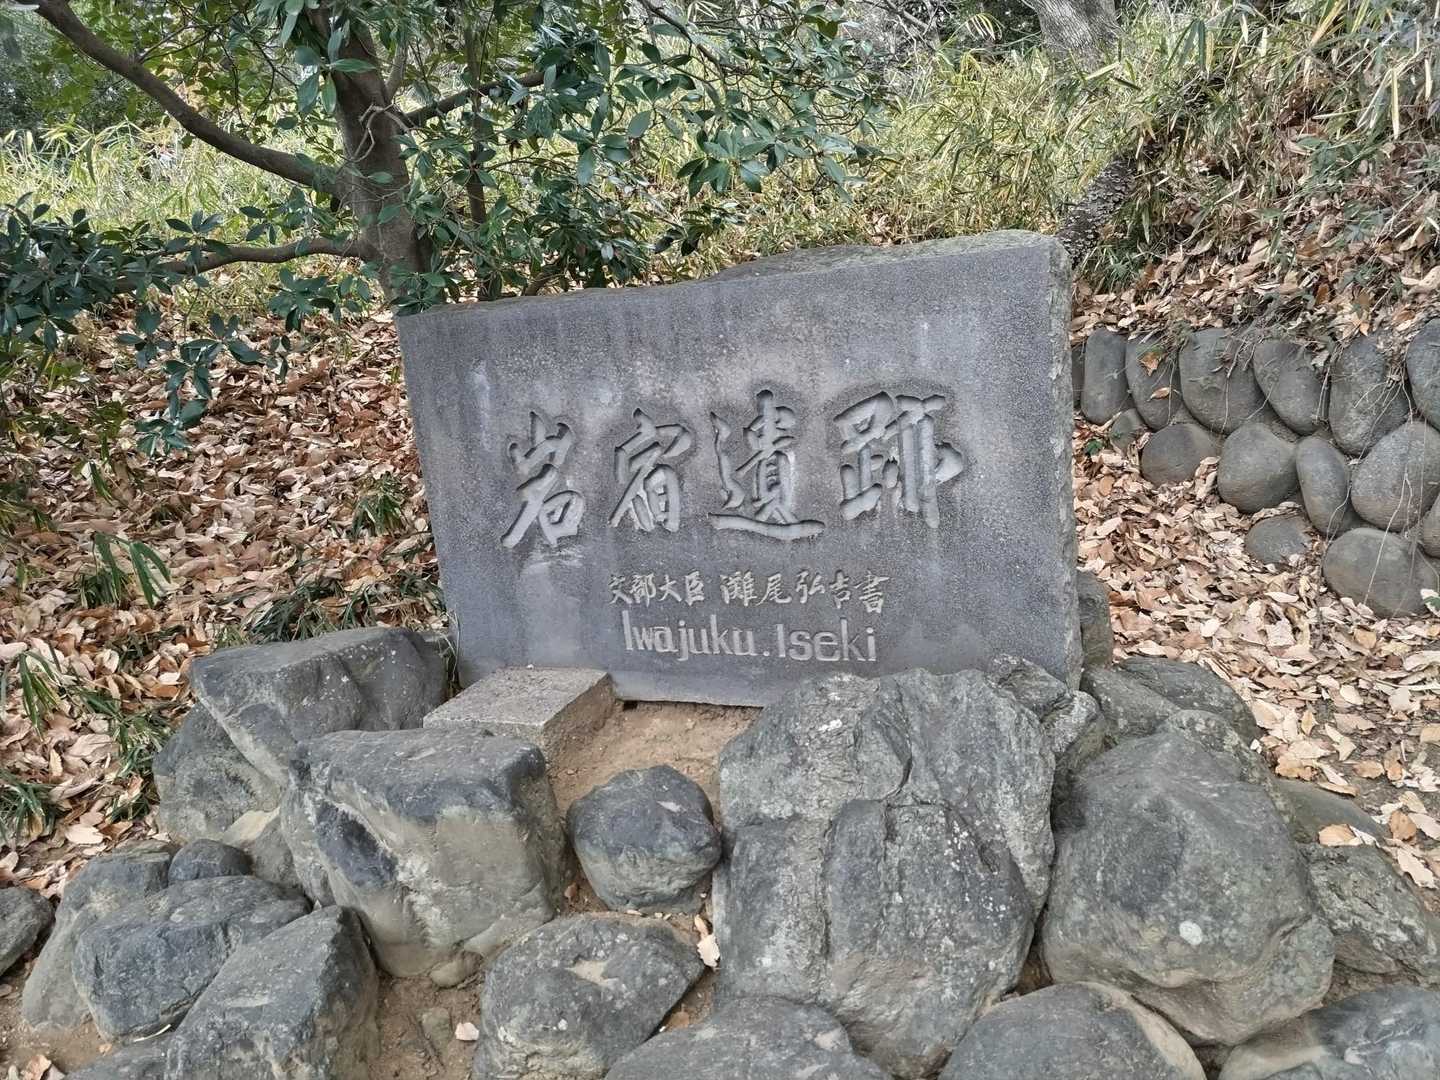 岩宿遺跡
文部大臣 灘尾弘吉書
Iwajuku.Iseki